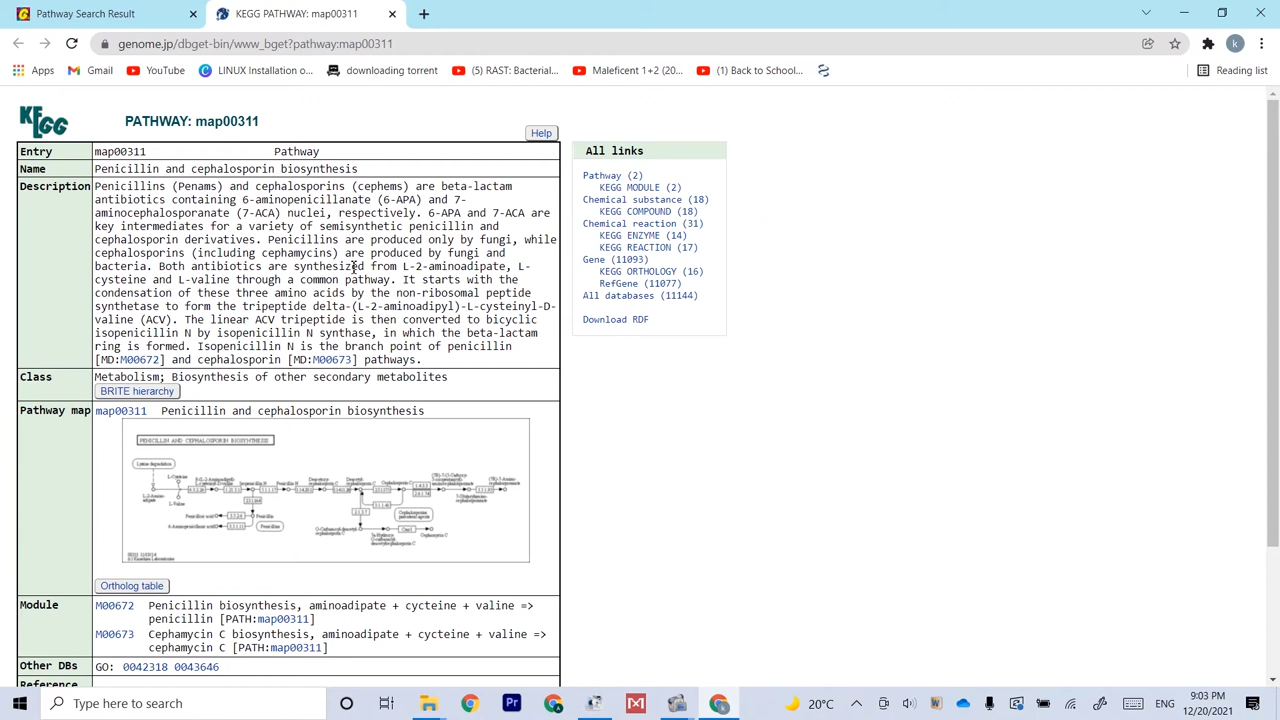 Pathway Search Result
KEGG PATHWAY: map00311
genome.jp/dbget-bin/www_bget?pathway:map00311
Apps Gmail YouTube LINUX Installation o... downloading torrent (5) RAST: Bacterial... Maleficent 1+2 (20... (1) Back to School... Reading list
KEGG
PATHWAY: map00311
Help
Entry map00311 Pathway
Name Penicillin and cephalosporin biosynthesis
Description Penicillins (Penams) and cephalosporins (cephems) are beta-lactam
antibiotics containing 6-aminopenicillanate (6-APA) and 7-
aminocephalosporanate (7-ACA) nuclei, respectively. 6-APA and 7-ACA are
key intermediates for a variety of semisynthetic penicillin and
cephalosporin derivatives. Penicillins are produced only by fungi, while
cephalosporins (including cephamycins) are produced by fungi and
bacteria. Both antibiotics are synthesized from L-2-aminoadipate, L-
cysteine and L-valine through a common pathway. It starts with the
condensation of these three amino acids by the non-ribosomal peptide
synthetase to form the tripeptide delta-(L-2-aminoadipyl)-L-cysteinyl-D-
valine (ACV). The linear ACV tripeptide is then converted to bicyclic
isopenicillin N by isopenicillin N synthase, in which the beta-lactam
ring is formed. Isopenicillin N is the branch point of penicillin
[MD:M00672] and cephalosporin [MD:M00673] pathways.
Class Metabolism; Biosynthesis of other secondary metabolites
BRITE hierarchy
Pathway map map00311 Penicillin and cephalosporin biosynthesis
PENICILLIN AND CEPHALOSPORIN BIOSYNTHESIS
Lysine degradation
L-Cysteine
L-Valine
Penicillin
Cephamycin C
Ortholog table
Module M00672 Penicillin biosynthesis, aminoadipate + cycteine + valine =>
penicillin [PATH:map00311]
M00673 Cephamycin C biosynthesis, aminoadipate + cycteine + valine =>
cephamycin C [PATH:map00311]
Other DBs GO: 0042318 0043646
Reference
All links
Pathway (2)
KEGG MODULE (2)
Chemical substance (18)
KEGG COMPOUND (18)
Chemical reaction (31)
KEGG ENZYME (14)
KEGG REACTION (17)
Gene (11093)
KEGG ORTHOLOGY (16)
RefGene (11077)
All databases (11144)
Download RDF
Type here to search
20°C
ENG
9:03 PM
12/20/2021